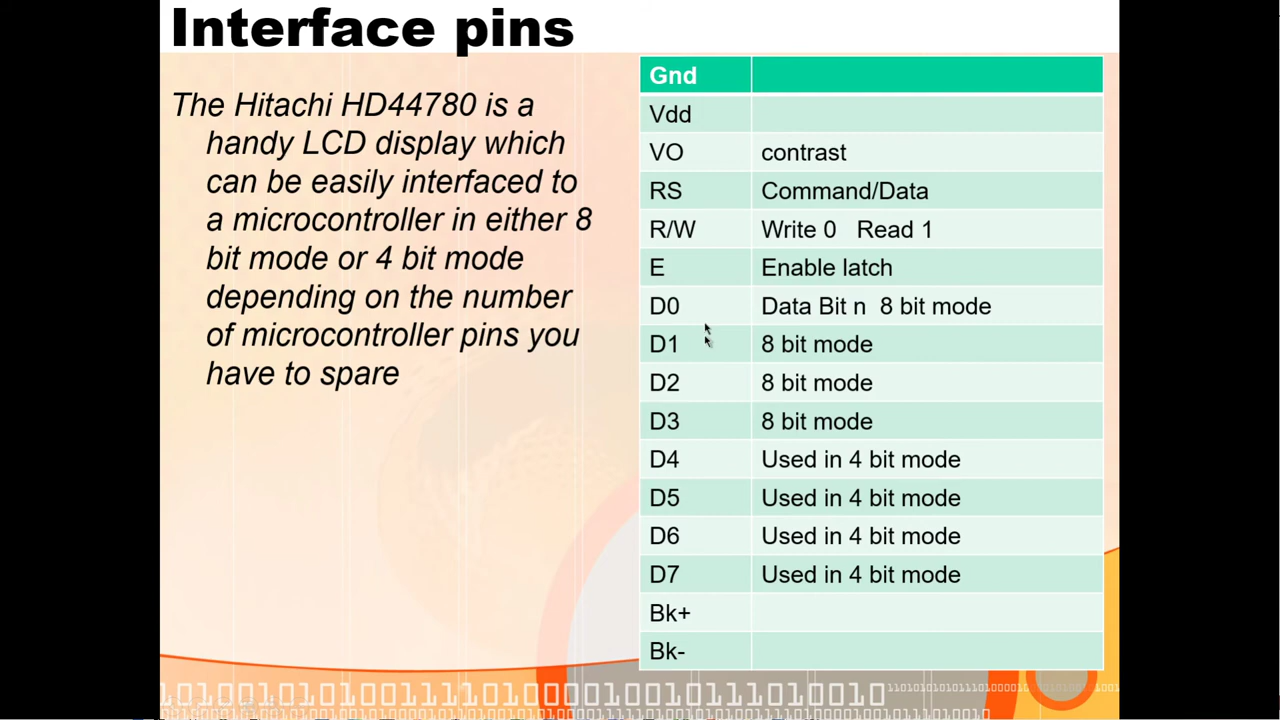 Interface pins
The Hitachi HD44780 is a
handy LCD display which
can be easily interfaced to
a microcontroller in either 8
bit mode or 4 bit mode
depending on the number
of microcontroller pins you
have to spare
Gnd
Vdd
VO contrast
RS Command/Data
R/W Write 0 Read 1
E Enable latch
D0 Data Bit n 8 bit mode
D1 8 bit mode
D2 8 bit mode
D3 8 bit mode
D4 Used in 4 bit mode
D5 Used in 4 bit mode
D6 Used in 4 bit mode
D7 Used in 4 bit mode
Bk+
Bk-